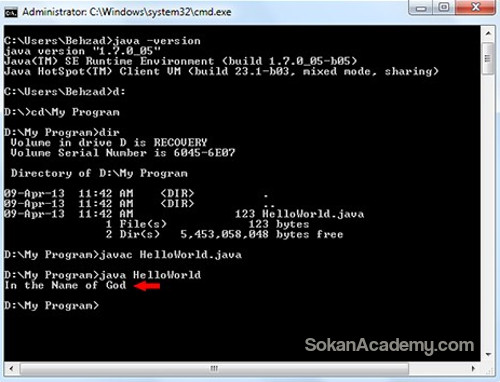 Administrator: C:\Windows\system32\cmd.exe
C:\Users\Behzad>java -version
java version "1.7.0_05"
Java(TM) SE Runtime Environment (build 1.7.0_05-b05)
Java HotSpot(TM) Client VM (build 23.1-b03, mixed mode, sharing)
C:\Users\Behzad>d:
D:\>cd\My Program
D:\My Program>dir
Volume in drive D is RECOVERY
Volume Serial Number is 6045-6E07
Directory of D:\My Program
09-Apr-13 11:42 AM <DIR> .
09-Apr-13 11:42 AM <DIR> ..
09-Apr-13 11:42 AM 123 HelloWorld.java
1 File(s) 123 bytes
2 Dir(s) 5,453,058,048 bytes free
D:\My Program>javac HelloWorld.java
D:\My Program>java HelloWorld
In the Name of God
D:\My Program>
SokanAcademy.com